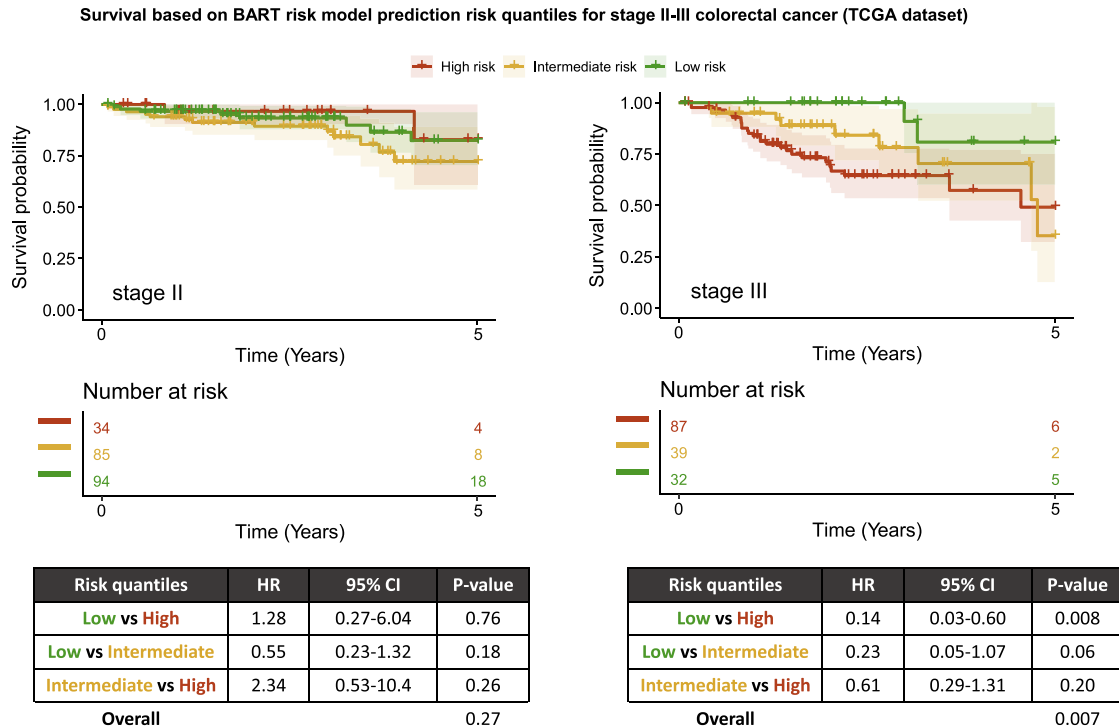 Survival based on BART risk model prediction risk quantiles for stage II-III colorectal cancer (TCGA dataset)
High risk Intermediate risk Low risk
Survival probability
1.00
0.75
0.50
0.25
0.00
stage II
0 5
Time (Years)
Number at risk
34 4
85 8
94 18
0 5
Time (Years)
Risk quantiles HR 95% CI P-value
Low vs High 1.28 0.27-6.04 0.76
Low vs Intermediate 0.55 0.23-1.32 0.18
Intermediate vs High 2.34 0.53-10.4 0.26
Overall 0.27
Survival probability
1.00
0.75
0.50
0.25
0.00
stage III
0 5
Time (Years)
Number at risk
87 6
39 2
32 5
0 5
Time (Years)
Risk quantiles HR 95% CI P-value
Low vs High 0.14 0.03-0.60 0.008
Low vs Intermediate 0.23 0.05-1.07 0.06
Intermediate vs High 0.61 0.29-1.31 0.20
Overall 0.007